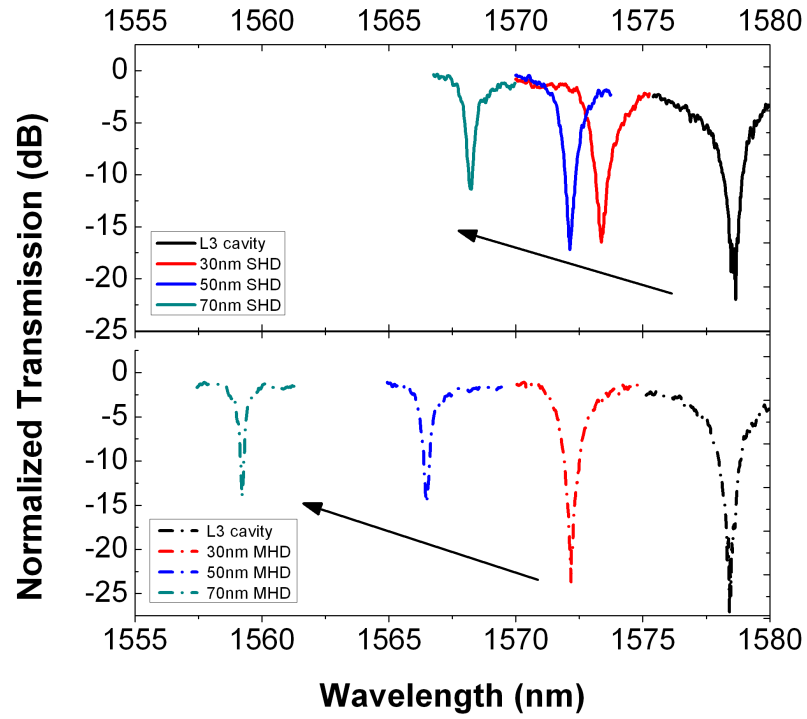 1555 1560 1565 1570 1575 1580
0
-5
-10
-15
-20
-25
L3 cavity
30nm SHD
50nm SHD
70nm SHD
0
-5
-10
-15
-20
-25
L3 cavity
30nm MHD
50nm MHD
70nm MHD
1555 1560 1565 1570 1575 1580
Wavelength (nm)
Normalized Transmission (dB)